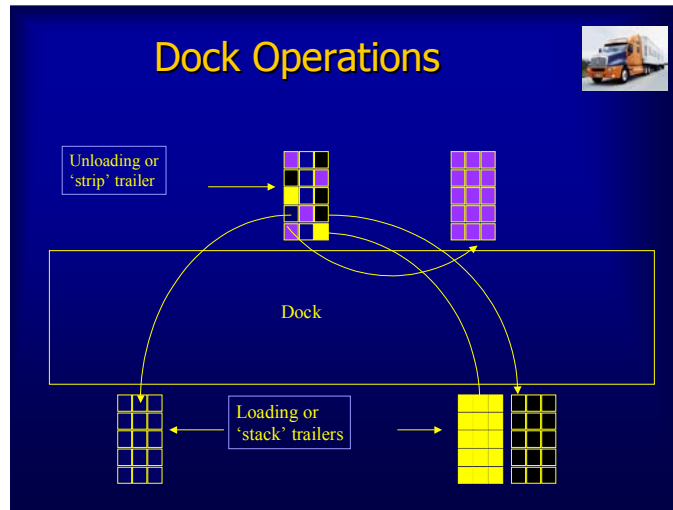 Dock Operations
Unloading or
‘strip’ trailer
Dock
Loading or
‘stack’ trailers